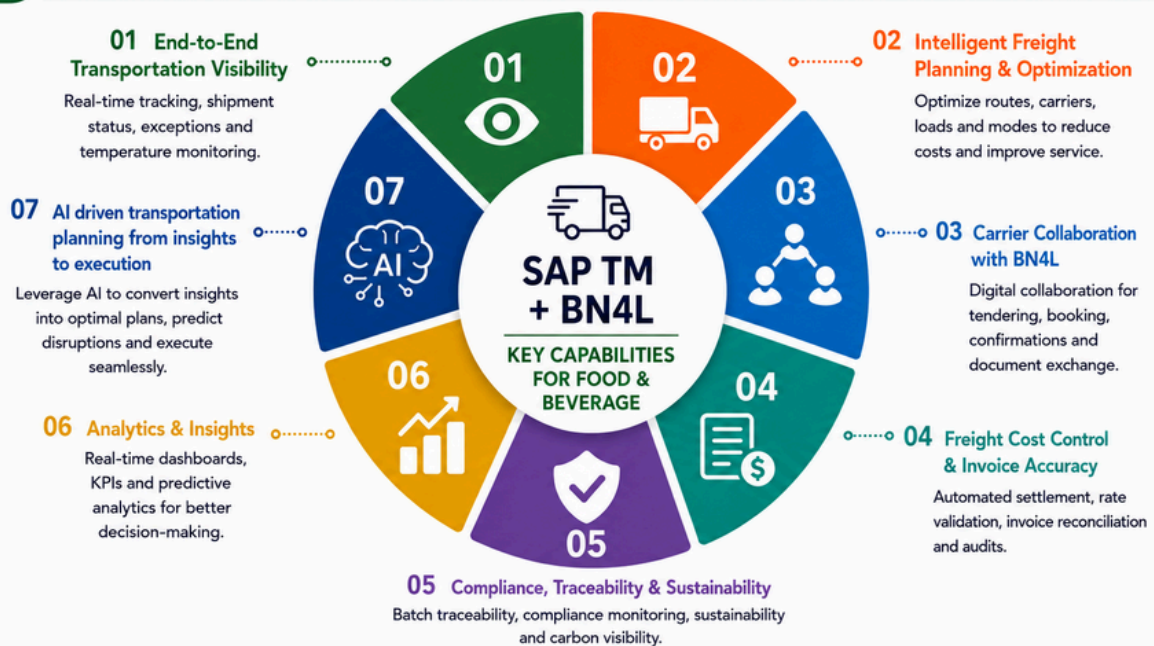 01 End-to-End
Transportation Visibility
Real-time tracking, shipment
status, exceptions and
temperature monitoring.
02 Intelligent Freight
Planning & Optimization
Optimize routes, carriers,
loads and modes to reduce
costs and improve service.
03 Carrier Collaboration
with BN4L
Digital collaboration for
tendering, booking,
confirmations and
document exchange.
04 Freight Cost Control
& Invoice Accuracy
Automated settlement, rate
validation, invoice reconciliation
and audits.
05 Compliance, Traceability & Sustainability
Batch traceability, compliance monitoring, sustainability
and carbon visibility.
06 Analytics & Insights
Real-time dashboards,
KPIs and predictive
analytics for better
decision-making.
07 AI driven transportation
planning from insights
to execution
Leverage AI to convert insights
into optimal plans, predict
disruptions and execute
seamlessly.
01
02
03
04
$
05
06
07
AI
SAP TM
+ BN4L
KEY CAPABILITIES
FOR FOOD &
BEVERAGE